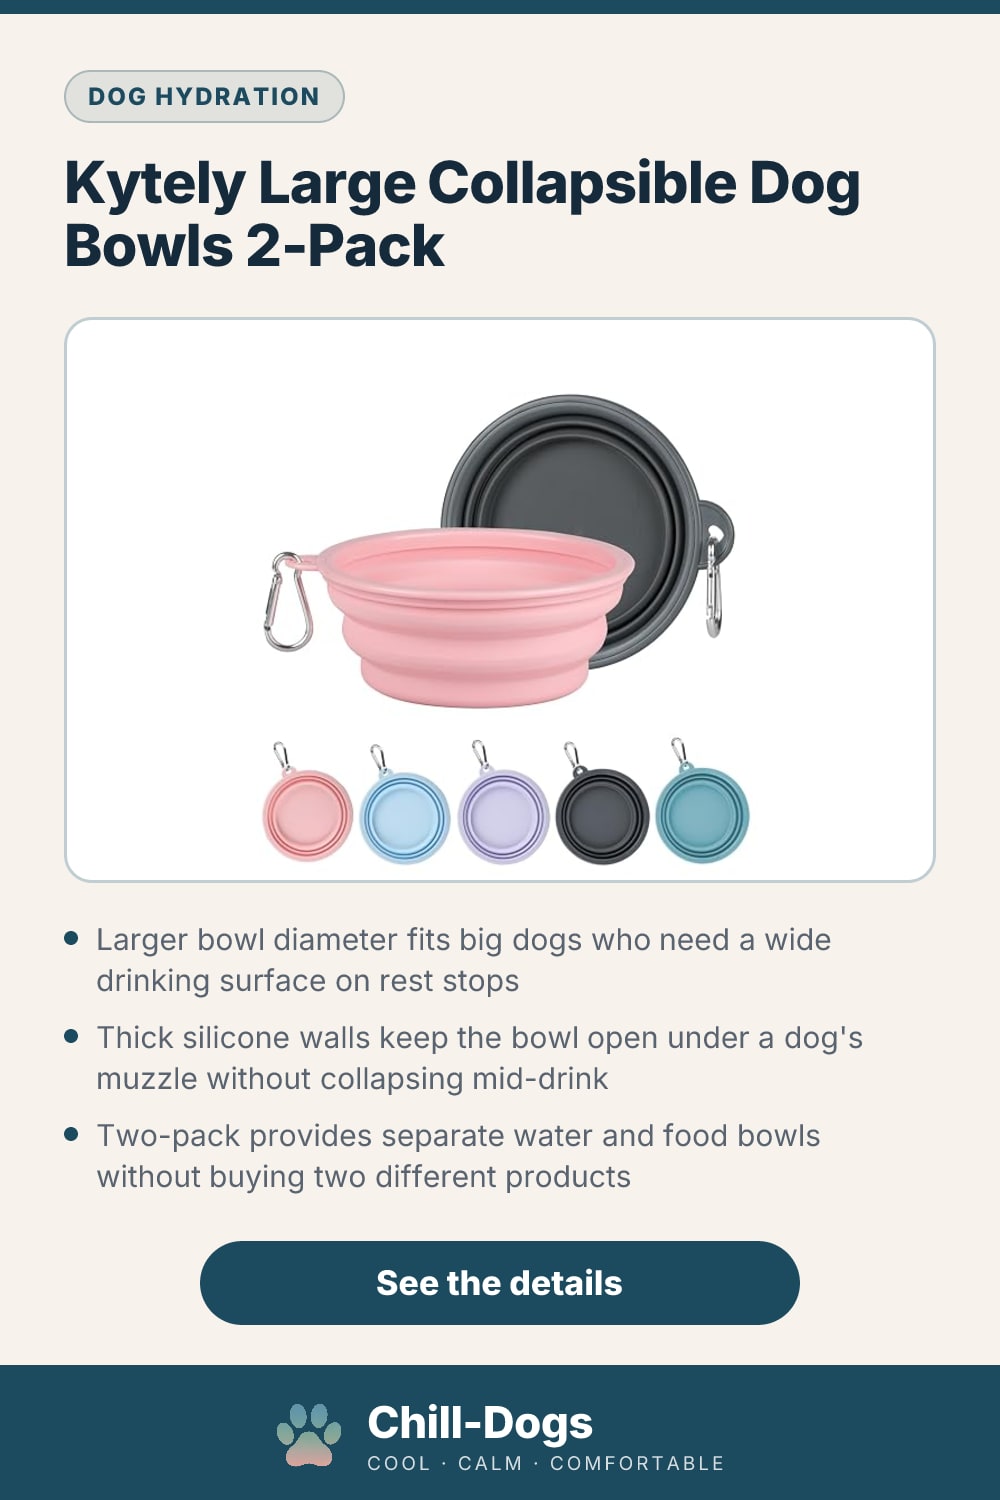 DOG HYDRATION
Kytely Large Collapsible Dog
Bowls 2-Pack
Larger bowl diameter fits big dogs who need a wide
drinking surface on rest stops
Thick silicone walls keep the bowl open under a dog's
muzzle without collapsing mid-drink
Two-pack provides separate water and food bowls
without buying two different products
See the details
Chill-Dogs
COOL · CALM · COMFORTABLE